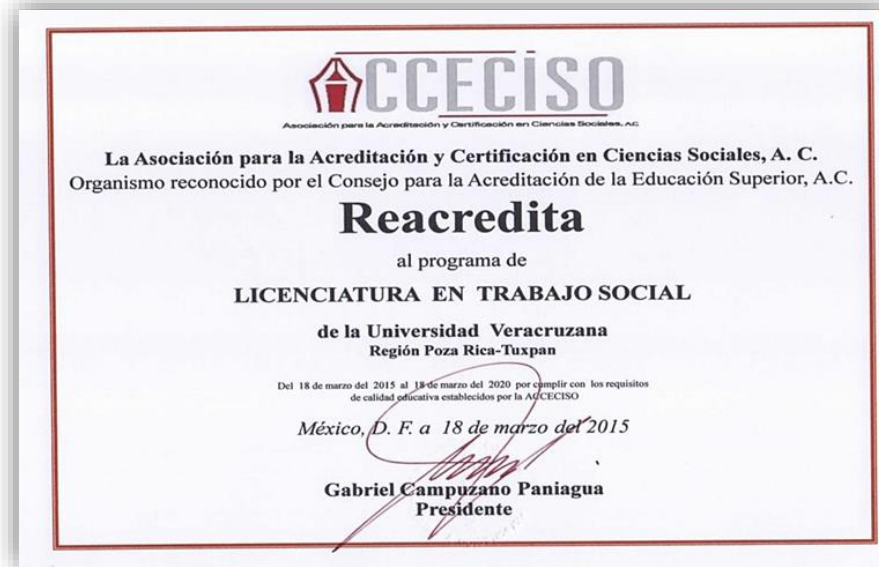 ACCECISO
Asociación para la Acreditación y Certificación en Ciencias Sociales, AC
La Asociación para la Acreditación y Certificación en Ciencias Sociales, A. C.
Organismo reconocido por el Consejo para la Acreditación de la Educación Superior, A.C.
Reacredita
al programa de
LICENCIATURA EN TRABAJO SOCIAL
de la Universidad Veracruzana
Región Poza Rica-Tuxpan
Del 18 de marzo del 2015 al 18 de marzo del 2020 por cumplir con los requisitos
de calidad educativa establecidos por la ACCECISO
México, D. F. a 18 de marzo del 2015
Gabriel Campuzano Paniagua
Presidente